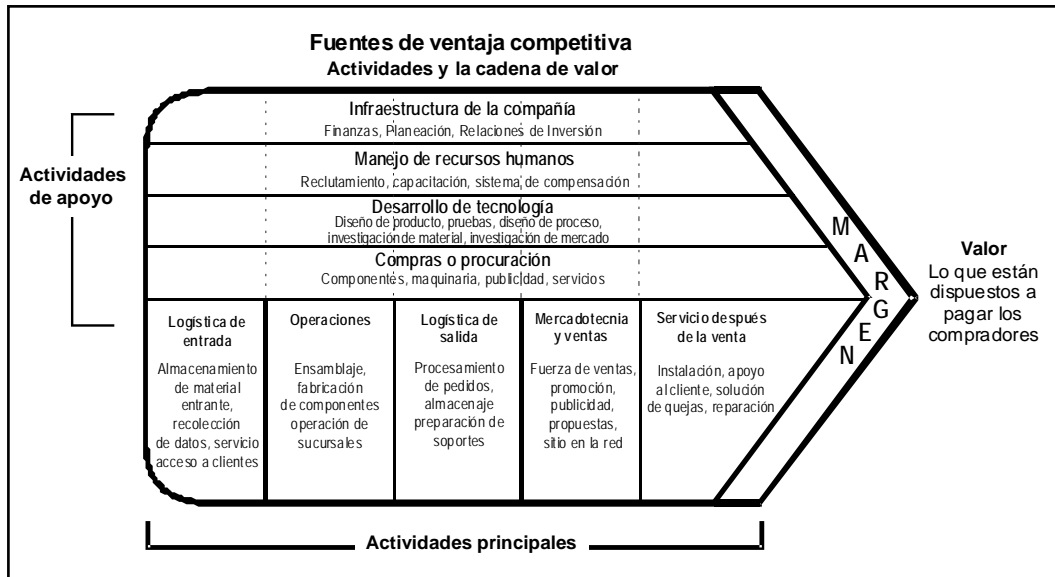 Fuentes de ventaja competitiva
Actividades y la cadena de valor
Infraestructura de la compañía
Finanzas, Planeación, Relaciones de Inversión
Actividades
de apoyo
Manejo de recursos humanos
Reclutamiento, capacitación, sistema de compensación
Desarrollo de tecnología
Diseño de producto, pruebas, diseño de proceso,
investigación de material, investigación de mercado
Compras o procuración
Componentes, maquinaria, publicidad, servicios
Logística de
entrada
Almacenamiento
de material
entrante,
recolección
de datos, servicio
acceso a clientes
Operaciones
Ensamblaje,
fabricación
de componentes
operación de
sucursales
Logística de
salida
Procesamiento
de pedidos,
almacenaje
preparación de
soportes
Mercadotecnia
y ventas
Fuerza de ventas,
promoción,
publicidad,
propuestas,
sitio en la red
Servicio después
de la venta
Instalación, apoyo
al cliente, solución
de quejas, reparación
MARGEN
Valor
Lo que están
dispuestos a
pagar los
compradores
Actividades principales